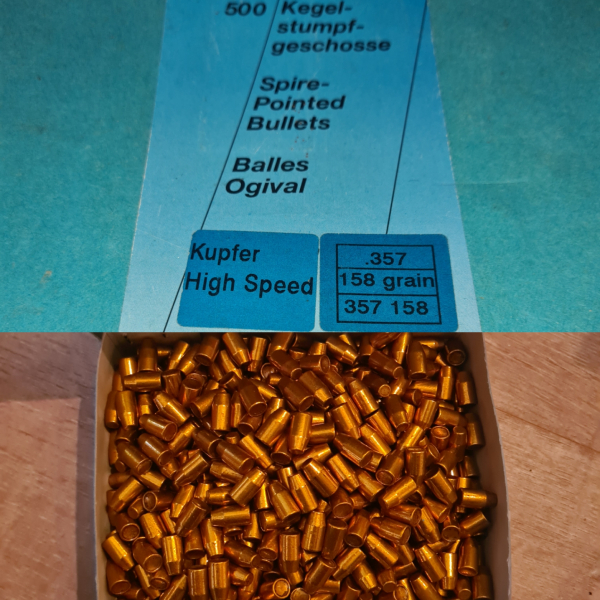 500 Kegel-
stumpf-
geschosse
Spire-
Pointed
Bullets
Balles
Ogival
Kupfer
High Speed
.357
158 grain
357 158